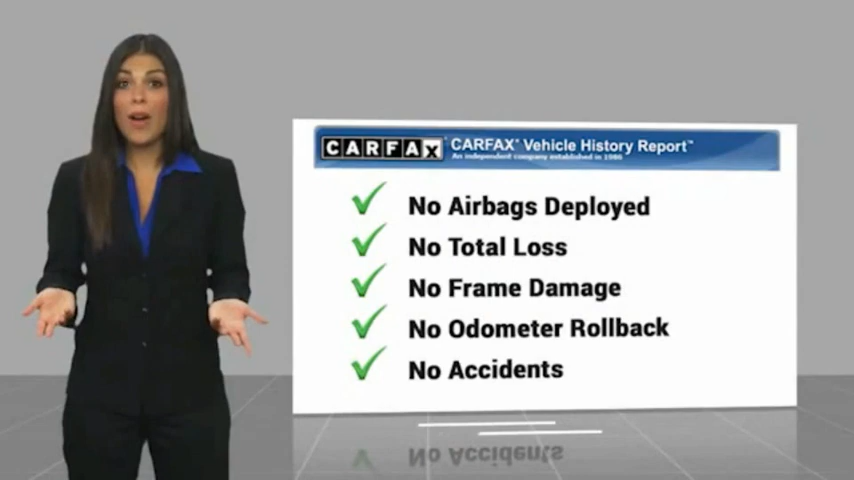 CARFAX CARFAX® Vehicle History Report™
An independent company established in 1986
No Airbags Deployed
No Total Loss
No Frame Damage
No Odometer Rollback
No Accidents
No Accidents